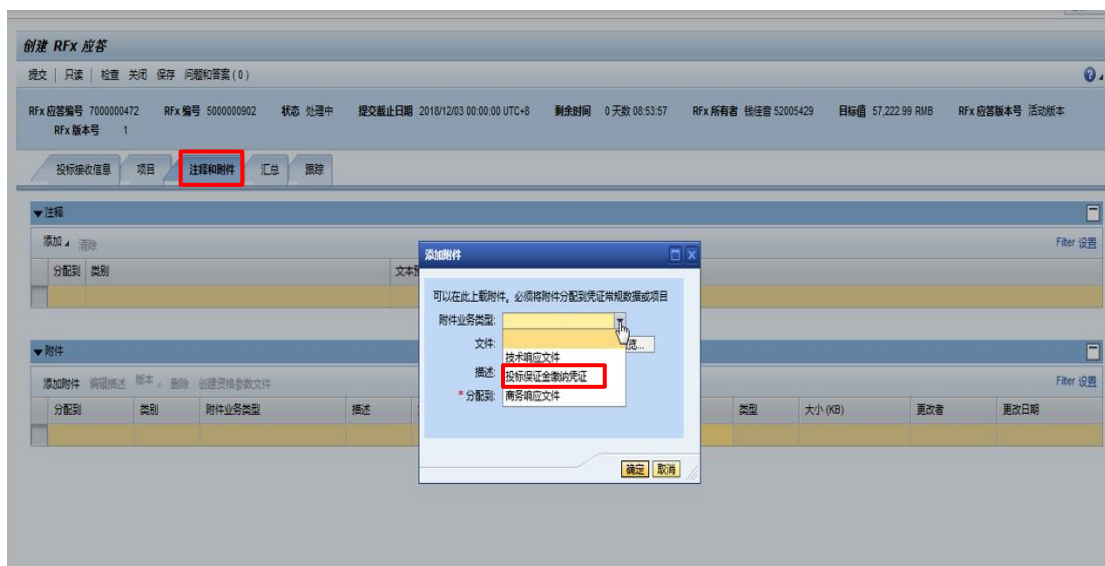 创建 RFx 应答
提交 | 只读 | 检查 关闭 保存 问题和答案 ( 0 )
RFx 应答编号 7000000472 RFx 编号 5000000902 状态 处理中 提交截止日期 2018/12/03 00:00:00 UTC+8 剩余时间 0 天数 08:53:57 RFx 所有者 钱佳音 52005429 目标值 57,222.99 RMB RFx 应答版本号 活动版本
RFx 版本号 1
投标接收信息 项目 注释和附件 汇总 跟踪
注释
添加 清除 Filter 设置
分配到 类别 文本预
附件
添加附件 编辑描述 版本 删除 创建资格参数文件 Filter 设置
分配到 类别 附件业务类型 描述 类型 大小 (KB) 更改者 更改日期
添加附件
可以在此上载附件。必须将附件分配到凭证常规数据或项目
附件业务类型:
文件: 览...
技术响应文件
描述: 投标保证金缴纳凭证
* 分配到: 商务响应文件
确定 取消